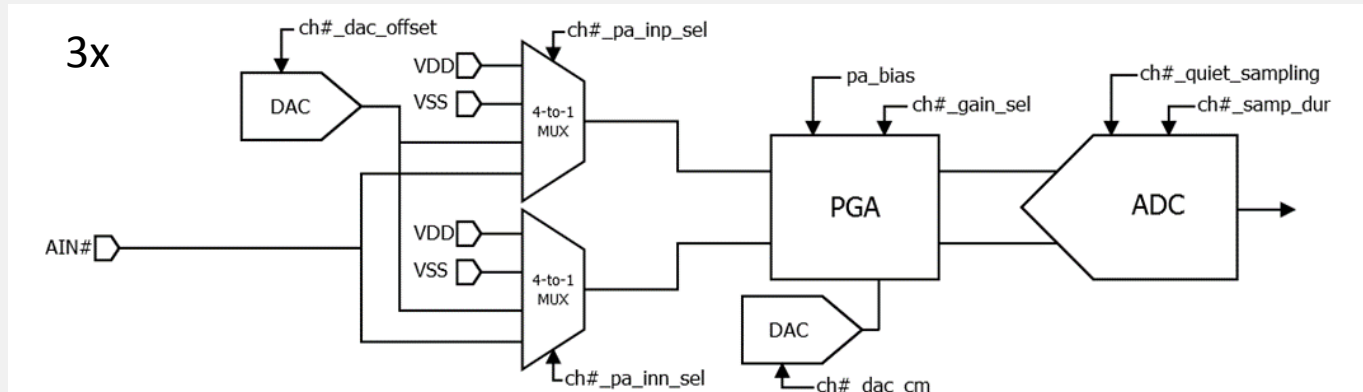 3x
ch#_dac_offset
ch#_pa_inp_sel
VDD
VSS
DAC
4-to-1
MUX
pa_bias
ch#_gain_sel
ch#_quiet_sampling
ch#_samp_dur
PGA
ADC
AIN#
VDD
VSS
4-to-1
MUX
DAC
ch#_pa_inn_sel
ch#_dac_cm